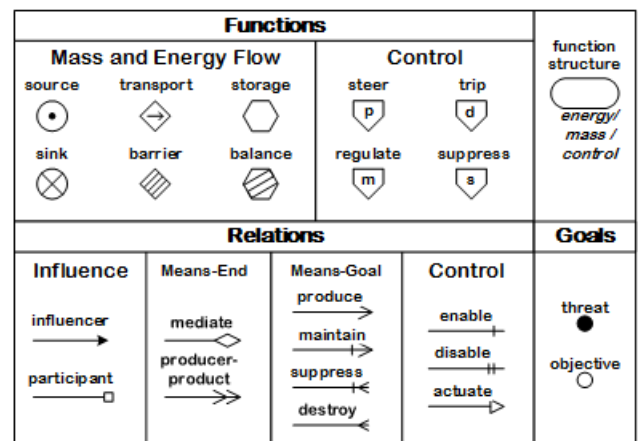 Functions
Mass and Energy Flow
source transport storage
sink barrier balance
Control
steer trip
p d
regulate suppress
m s
function
structure
energy/
mass /
control
Relations
Influence
influencer
participant
Means-End
mediate
producer-
product
Means-Goal
produce
maintain
suppress
destroy
Control
enable
disable
actuate
Goals
threat
objective